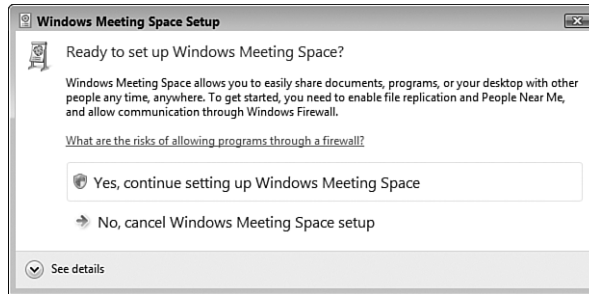 Windows Meeting Space Setup
Ready to set up Windows Meeting Space?
Windows Meeting Space allows you to easily share documents, programs, or your desktop with other
people any time, anywhere. To get started, you need to enable file replication and People Near Me,
and allow communication through Windows Firewall.
What are the risks of allowing programs through a firewall?
Yes, continue setting up Windows Meeting Space
No, cancel Windows Meeting Space setup
See details